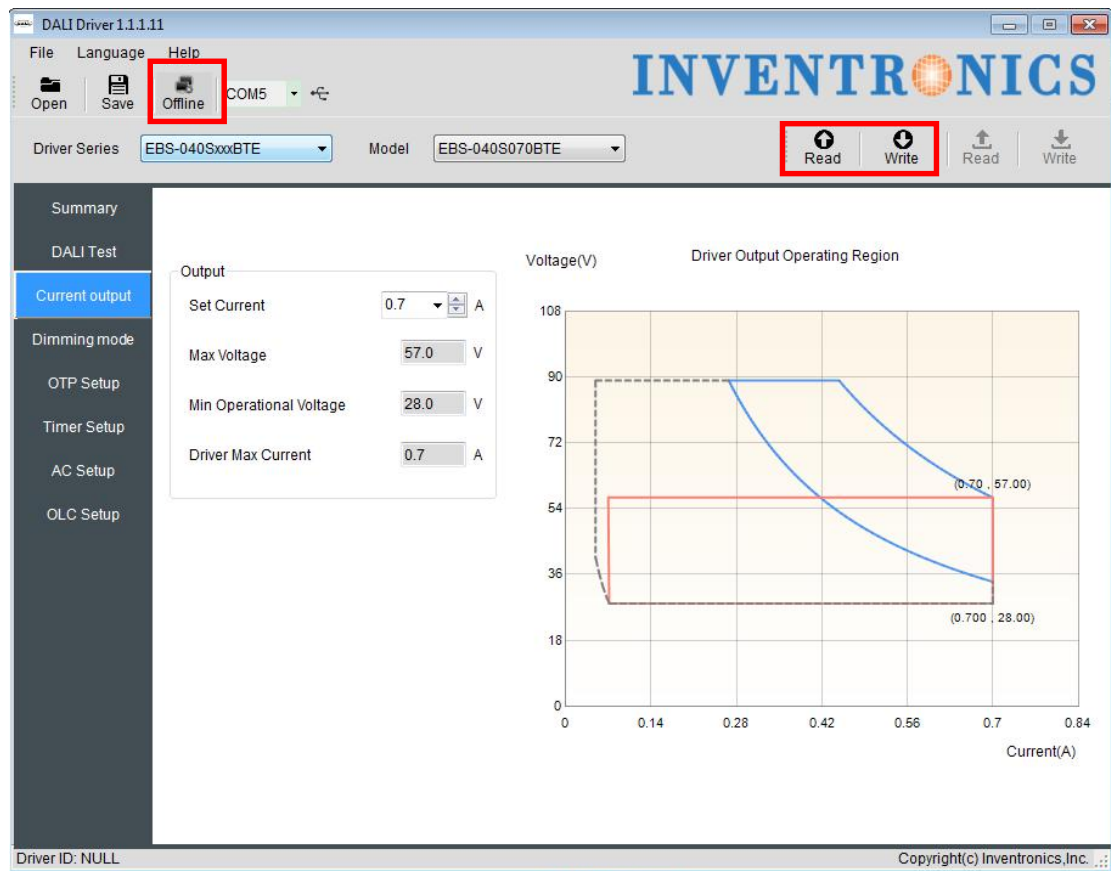 DALI Driver 1.1.1.11
File Language Help
INVENTRONICS
Open Save Offline COM5
Driver Series EBS-040SxxxBTE Model EBS-040S070BTE Read Write Read Write
Summary
DALI Test
Current output
Dimming mode
OTP Setup
Timer Setup
AC Setup
OLC Setup
Output
Set Current 0.7 A
Max Voltage 57.0 V
Min Operational Voltage 28.0 V
Driver Max Current 0.7 A
Voltage(V) Driver Output Operating Region
108
90
72
(0.70 , 57.00)
54
36
(0.700 , 28.00)
18
0
0 0.14 0.28 0.42 0.56 0.7 0.84
Current(A)
Driver ID: NULL Copyright(c) Inventronics,Inc.